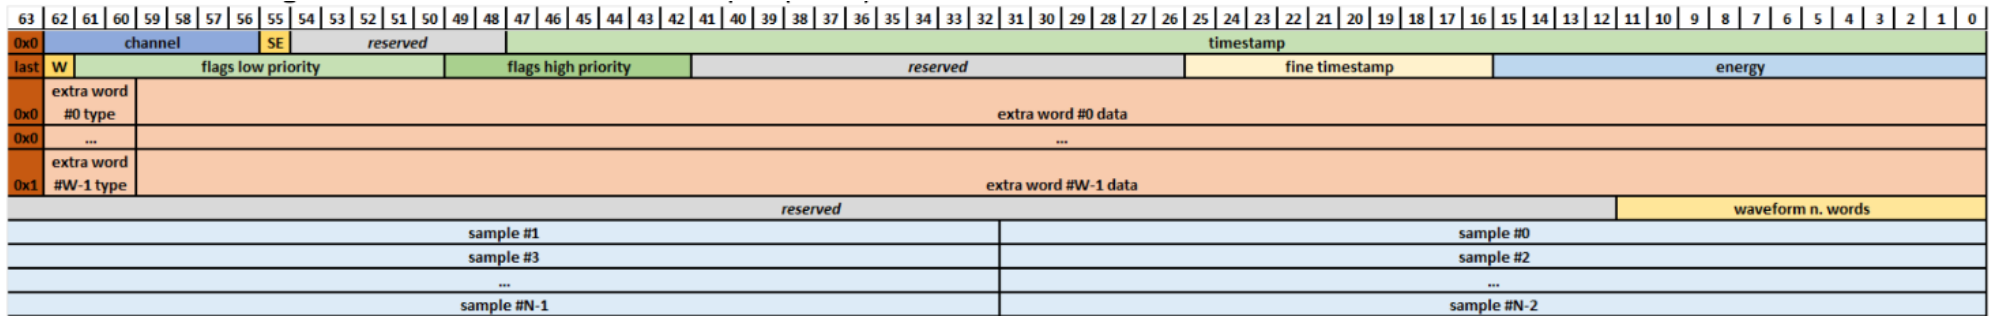 63 62 61 60 59 58 57 56 55 54 53 52 51 50 49 48 47 46 45 44 43 42 41 40 39 38 37 36 35 34 33 32 31 30 29 28 27 26 25 24 23 22 21 20 19 18 17 16 15 14 13 12 11 10 9 8 7 6 5 4 3 2 1 0
0x0 channel SE reserved timestamp
last W flags low priority flags high priority reserved fine timestamp energy
extra word
0x0 #0 type extra word #0 data
0x0 ... ...
extra word
0x1 #W-1 type extra word #W-1 data
reserved waveform n. words
sample #1 sample #0
sample #3 sample #2
... ...
sample #N-1 sample #N-2